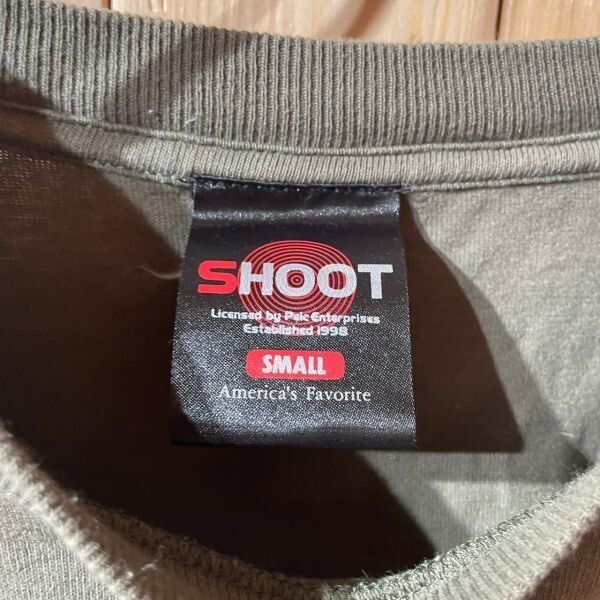 SHOOT
Licensed by Pak Enterprises
Established 1998
SMALL
America's Favorite